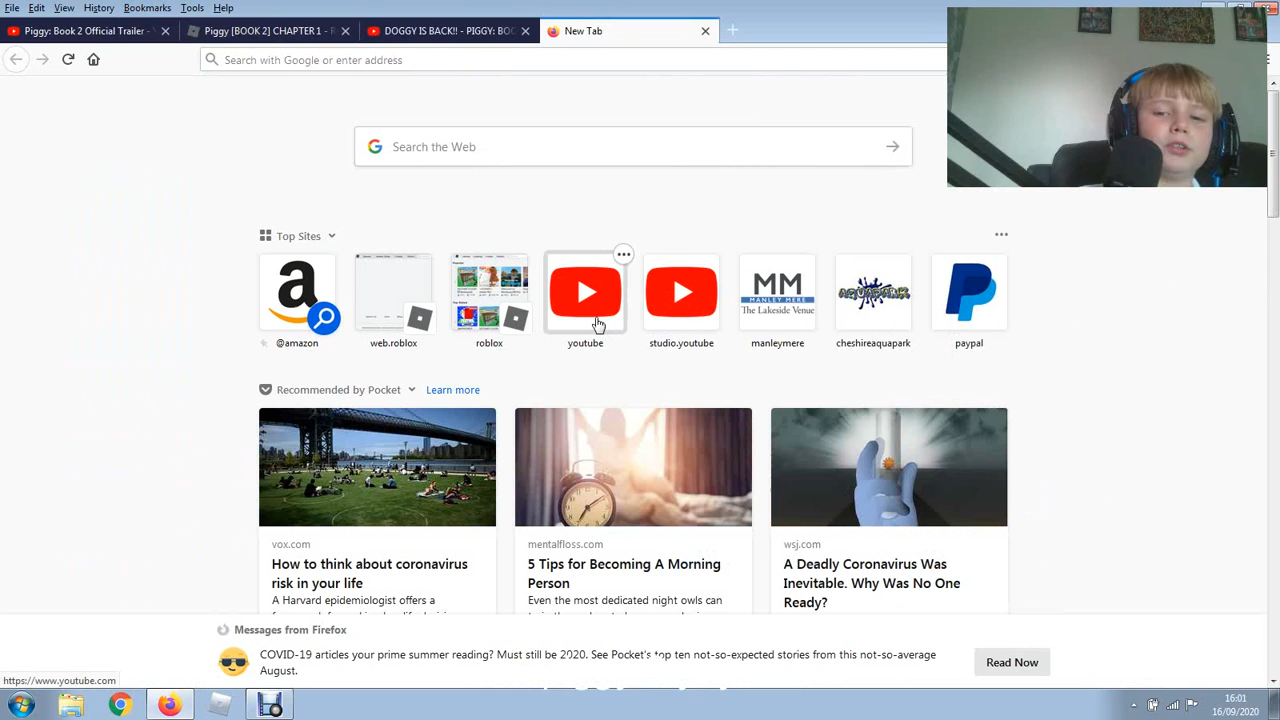 File Edit View History Bookmarks Tools Help
Piggy: Book 2 Official Trailer - Piggy [BOOK 2] CHAPTER 1 - DOGGY IS BACK!! - PIGGY: BOO New Tab
Search with Google or enter address
Search the Web
Top Sites
@amazon web.roblox roblox youtube studio.youtube manleymere cheshireaquapark paypal
MM
MANLEY MERE
The Lakeside Venue
Recommended by Pocket Learn more
vox.com
How to think about coronavirus
risk in your life
A Harvard epidemiologist offers a
mentalfloss.com
5 Tips for Becoming A Morning
Person
Even the most dedicated night owls can
wsj.com
A Deadly Coronavirus Was
Inevitable. Why Was No One
Ready?
Messages from Firefox
COVID-19 articles your prime summer reading? Must still be 2020. See Pocket's top ten not-so-expected stories from this not-so-average
August.
Read Now
https://www.youtube.com
16:01
16/09/2020